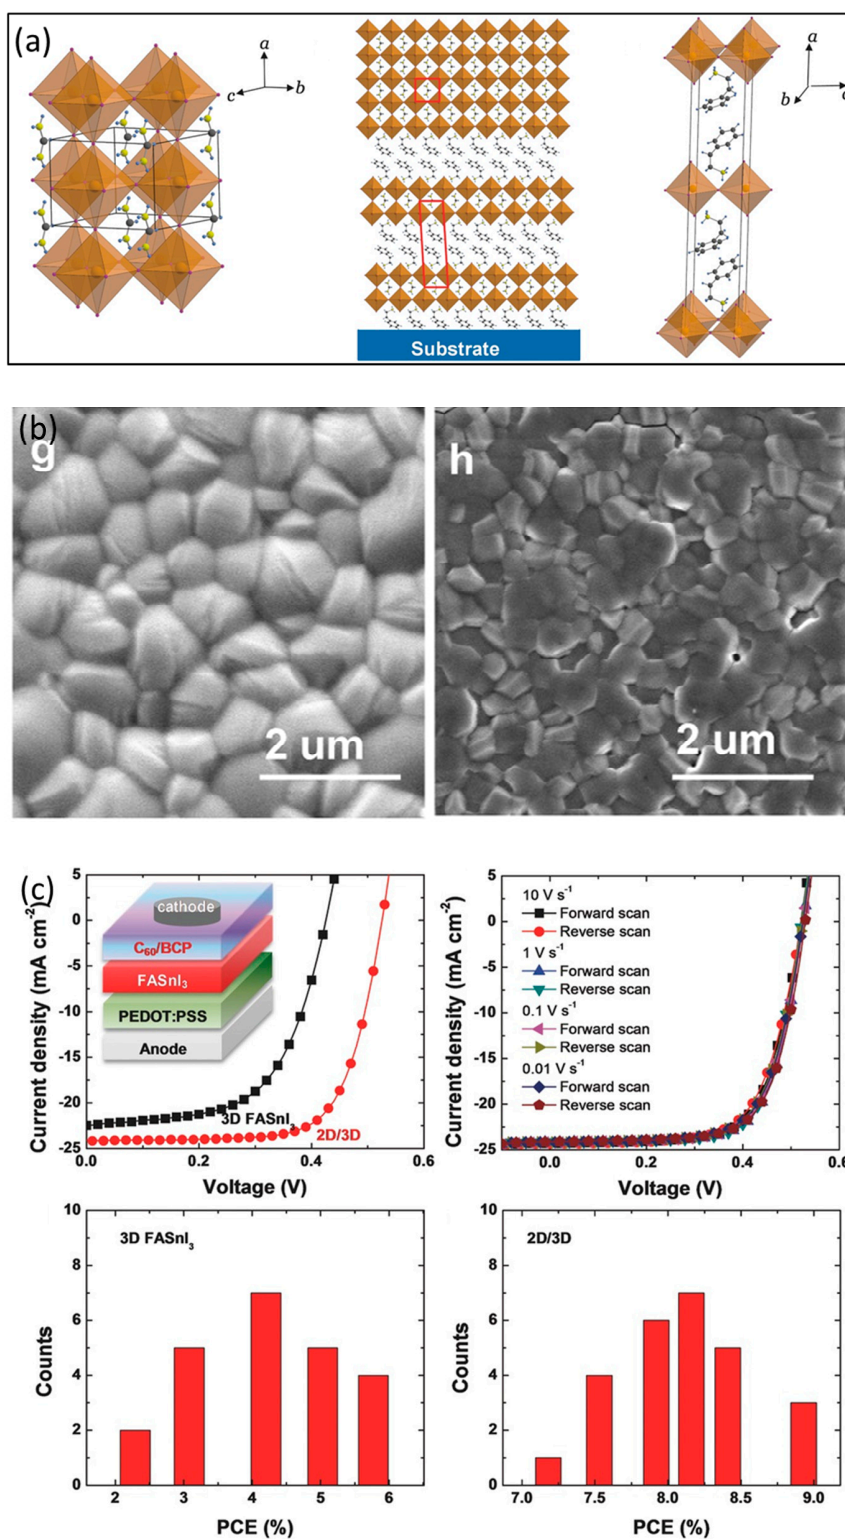 (a)
a
c
b
Substrate
a
b
c
(b)
g
2 um
h
2 um
(c)
5
0
-5
-10
-15
-20
-25
Current density (mA cm⁻²)
cathode
C₆₀/BCP
FASnI₃
PEDOT:PSS
Anode
3D FASnI₃
2D/3D
0.0
0.2
0.4
0.6
Voltage (V)
5
0
-5
-10
-15
-20
-25
Current density (mA cm⁻²)
10 V s⁻¹
Forward scan
Reverse scan
1 V s⁻¹
Forward scan
Reverse scan
0.1 V s⁻¹
Forward scan
Reverse scan
0.01 V s⁻¹
Forward scan
Reverse scan
0.0
0.2
0.4
0.6
Voltage (V)
10
8
6
4
2
0
Counts
3D FASnI₃
2
3
4
5
6
PCE (%)
10
8
6
4
2
0
Counts
2D/3D
7.0
7.5
8.0
8.5
9.0
PCE (%)